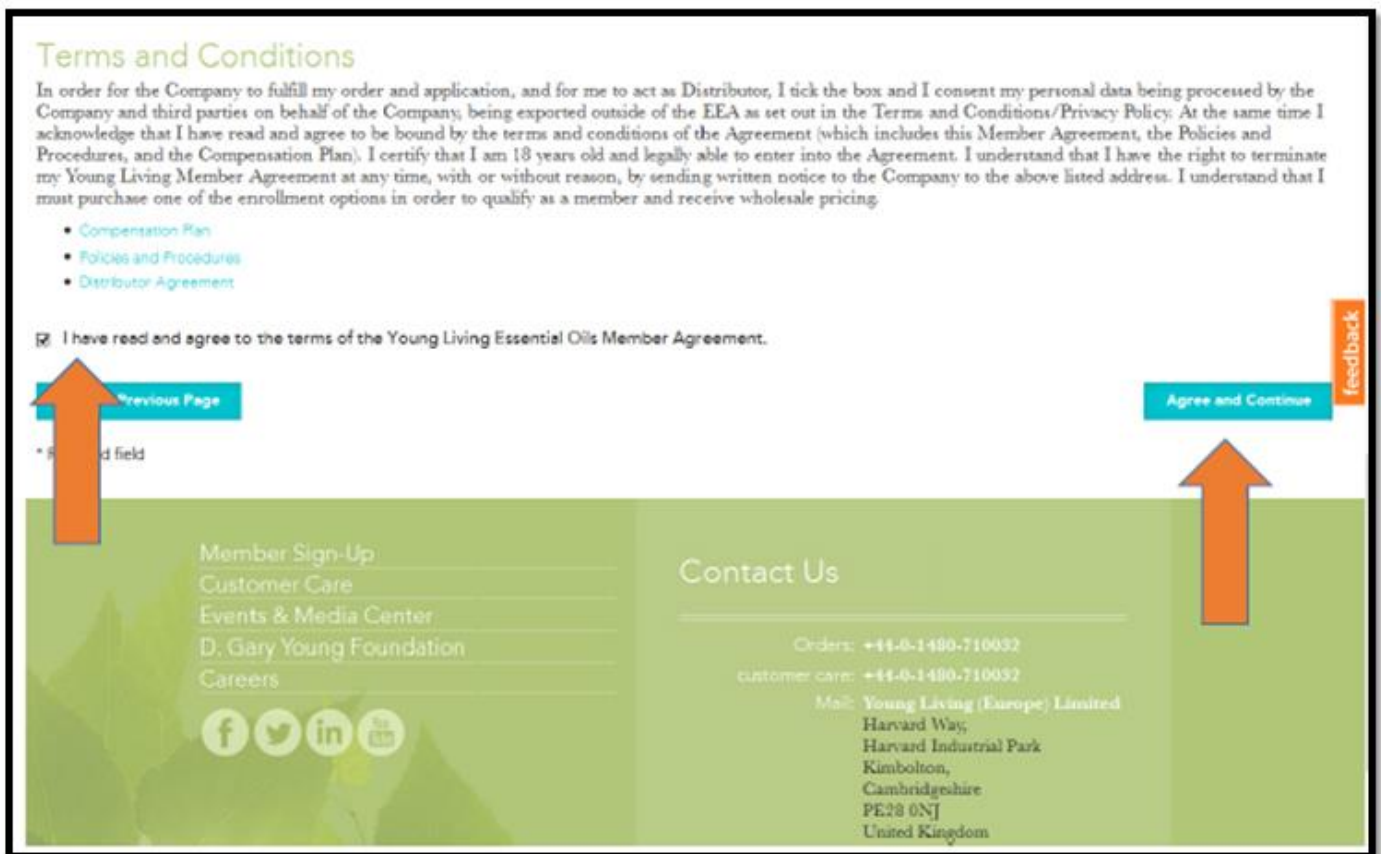 Terms and Conditions
In order for the Company to fulfill my order and application, and for me to act as Distributor, I tick the box and I consent my personal data being processed by the
Company and third parties on behalf of the Company, being exported outside of the EEA as set out in the Terms and Conditions/Privacy Policy. At the same time I
acknowledge that I have read and agree to be bound by the terms and conditions of the Agreement (which includes this Member Agreement, the Policies and
Procedures, and the Compensation Plan). I certify that I am 18 years old and legally able to enter into the Agreement. I understand that I have the right to terminate
my Young Living Member Agreement at any time, with or without reason, by sending written notice to the Company to the above listed address. I understand that I
must purchase one of the enrollment options in order to qualify as a member and receive wholesale pricing.
• Compensation Plan
• Policies and Procedures
• Distributor Agreement
I have read and agree to the terms of the Young Living Essential Oils Member Agreement.
feedback
Previous Page
Agree and Continue
* field
Member Sign-Up
Customer Care
Events & Media Center
D. Gary Young Foundation
Careers
Contact Us
Orders: +44-0-1480-710032
customer care: +44-0-1480-710032
Mail: Young Living (Europe) Limited
Harvard Way,
Harvard Industrial Park
Kimbolton,
Cambridgeshire
PE28 0NJ
United Kingdom